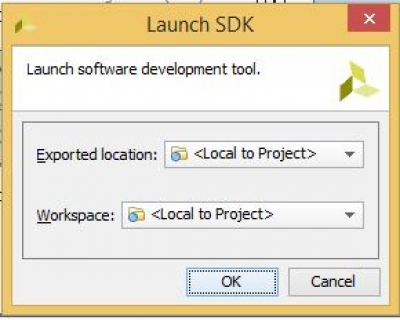 Launch SDK
Launch software development tool.
Exported location: <Local to Project>
Workspace: <Local to Project>
OK Cancel